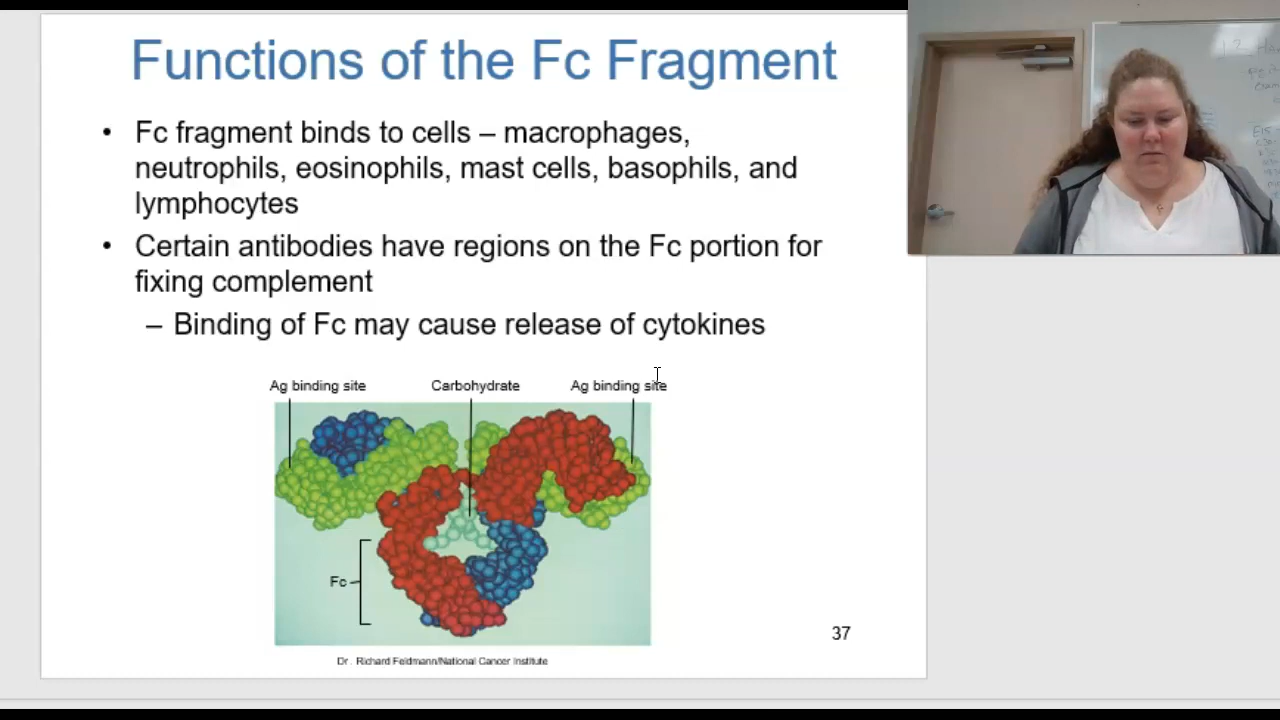 Functions of the Fc Fragment
• Fc fragment binds to cells – macrophages,
neutrophils, eosinophils, mast cells, basophils, and
lymphocytes
• Certain antibodies have regions on the Fc portion for
fixing complement
– Binding of Fc may cause release of cytokines
Ag binding site Carbohydrate Ag binding site
Fc
37
Dr. Richard Feldmann/National Cancer Institute